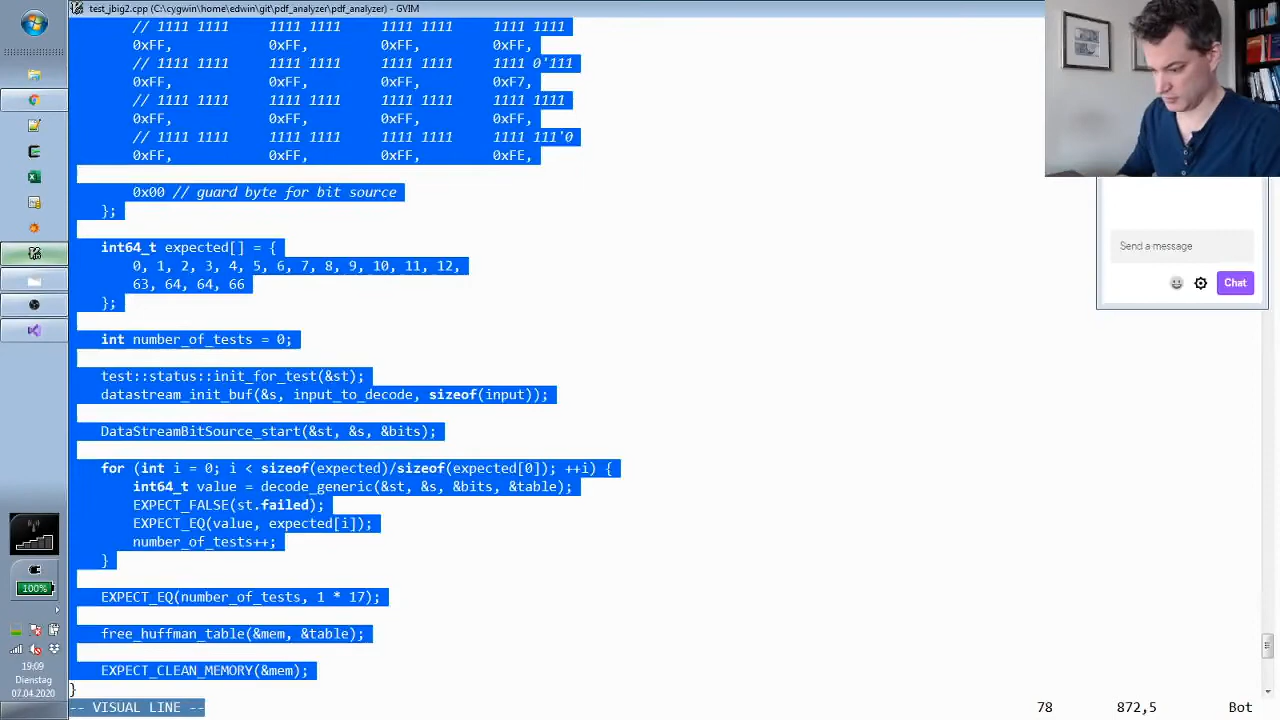 test_jbig2.cpp (C:\cygwin\home\edwin\git\pdf_analyzer\pdf_analyzer) - GVIM
// 1111 1111 1111 1111 1111 1111 1111 1111
0xFF, 0xFF, 0xFF, 0xFF,
// 1111 1111 1111 1111 1111 1111 1111 0'111
0xFF, 0xFF, 0xFF, 0xF7,
// 1111 1111 1111 1111 1111 1111 1111 1111
0xFF, 0xFF, 0xFF, 0xFF,
// 1111 1111 1111 1111 1111 1111 1111 111'0
0xFF, 0xFF, 0xFF, 0xFE,
0x00 // guard byte for bit source
};
int64_t expected[] = {
0, 1, 2, 3, 4, 5, 6, 7, 8, 9, 10, 11, 12,
63, 64, 64, 66
};
int number_of_tests = 0;
test::status::init_for_test(&st);
datastream_init_buf(&s, input_to_decode, sizeof(input));
DataStreamBitSource_start(&st, &s, &bits);
for (int i = 0; i < sizeof(expected)/sizeof(expected[0]); ++i) {
int64_t value = decode_generic(&st, &s, &bits, &table);
EXPECT_FALSE(st.failed);
EXPECT_EQ(value, expected[i]);
number_of_tests++;
}
EXPECT_EQ(number_of_tests, 1 * 17);
free_huffman_table(&mem, &table);
EXPECT_CLEAN_MEMORY(&mem);
}
-- VISUAL LINE -- 78 872,5 Bot
Send a message
Chat
100%
19:09
Dienstag
07.04.2020